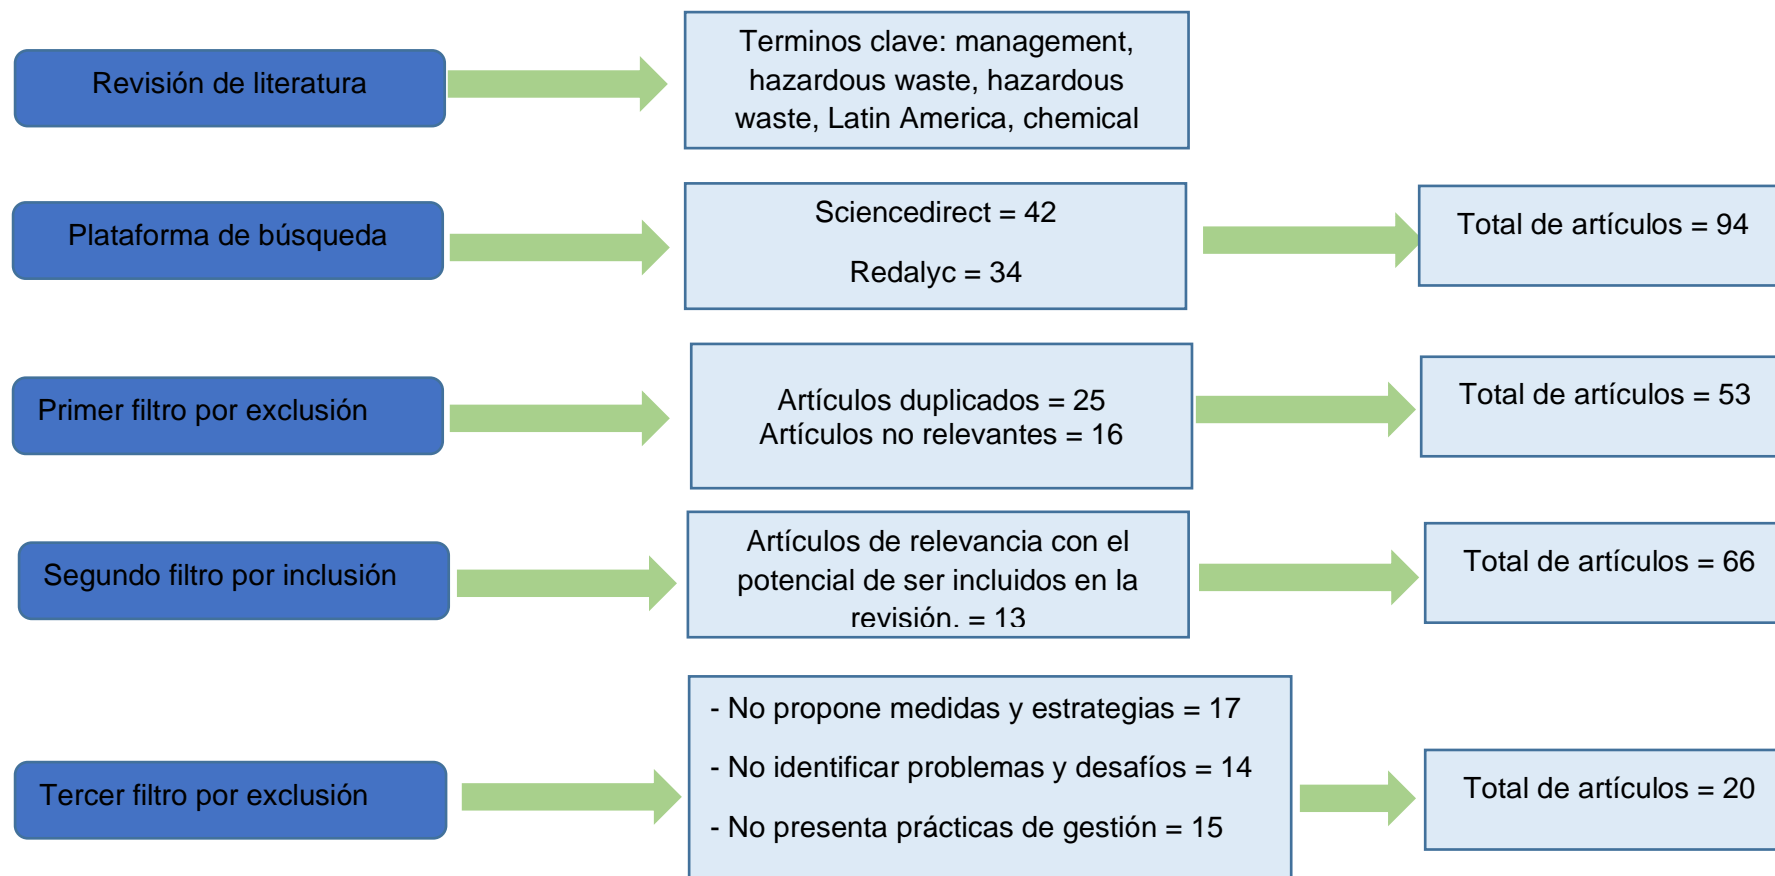 Revisión de literatura
Terminos clave: management,
hazardous waste, hazardous
waste, Latin America, chemical
Plataforma de búsqueda
Sciencedirect = 42
Redalyc = 34
Total de artículos = 94
Primer filtro por exclusión
Artículos duplicados = 25
Artículos no relevantes = 16
Total de artículos = 53
Segundo filtro por inclusión
Artículos de relevancia con el
potencial de ser incluidos en la
revisión. = 13
Total de artículos = 66
Tercer filtro por exclusión
- No propone medidas y estrategias = 17
- No identificar problemas y desafíos = 14
- No presenta prácticas de gestión = 15
Total de artículos = 20